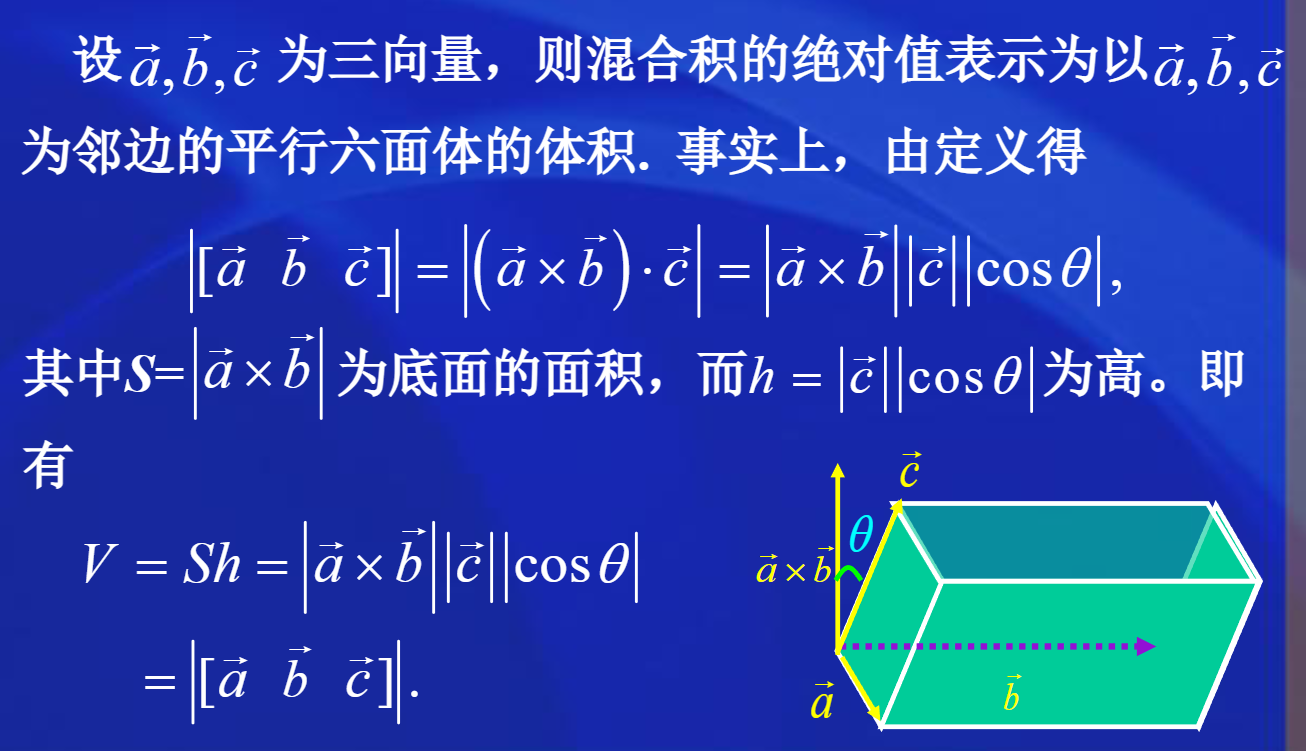 设 $\vec{a},\vec{b},\vec{c}$ 为三向量，则混合积的绝对值表示为以 $\vec{a},\vec{b},\vec{c}$
为邻边的平行六面体的体积. 事实上，由定义得
$\left|[\vec{a}\ \ \vec{b}\ \ \vec{c}]\right| = \left|\left(\vec{a}\times\vec{b}\right)\cdot\vec{c}\right| = \left|\vec{a}\times\vec{b}\right|\left|\vec{c}\right|\left|\cos\theta\right|,$
其中S=$\left|\vec{a}\times\vec{b}\right|$ 为底面的面积，而$h = \left|\vec{c}\right|\left|\cos\theta\right|$为高。即
有
$V = Sh = \left|\vec{a}\times\vec{b}\right|\left|\vec{c}\right|\left|\cos\theta\right|$
$= \left|[\vec{a}\ \ \vec{b}\ \ \vec{c}]\right|.$
$\vec{c}$
$\theta$
$\vec{a}\times\vec{b}$
$\vec{a}$
$\vec{b}$